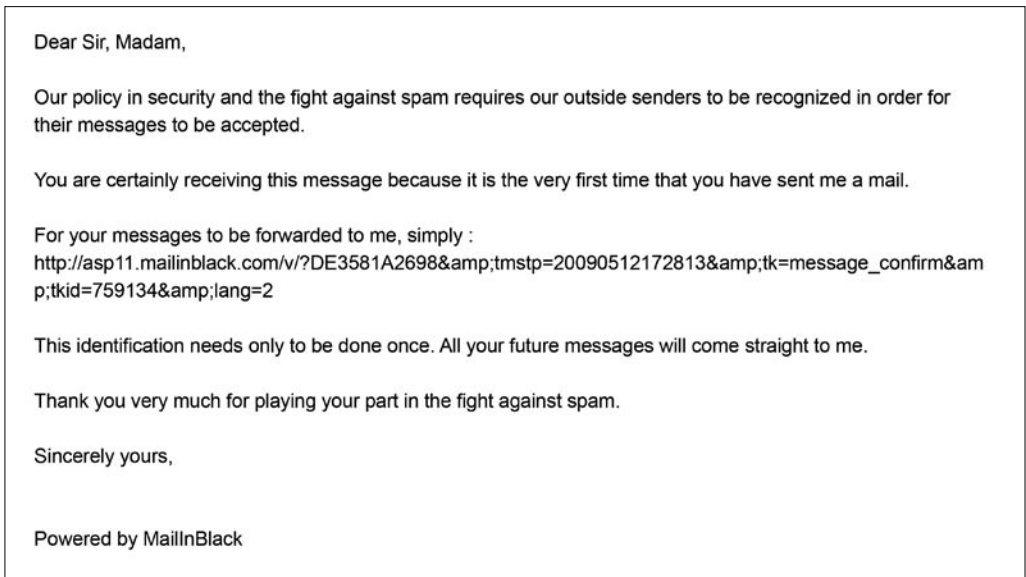 Dear Sir, Madam,
Our policy in security and the fight against spam requires our outside senders to be recognized in order for
their messages to be accepted.
You are certainly receiving this message because it is the very first time that you have sent me a mail.
For your messages to be forwarded to me, simply :
http://asp11.mailinblack.com/v/?DE3581A2698&amp;tmstp=20090512172813&amp;tk=message_confirm&am
p;tkid=759134&amp;lang=2
This identification needs only to be done once. All your future messages will come straight to me.
Thank you very much for playing your part in the fight against spam.
Sincerely yours,
Powered by MailInBlack